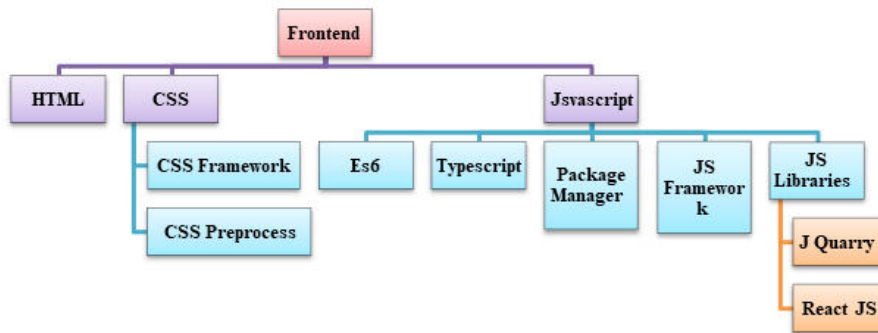 Frontend
HTML
CSS
Jsvascript
CSS Framework
CSS Preprocess
Es6
Typescript
Package
Manager
JS
Framewor
k
JS
Libraries
J Quarry
React JS